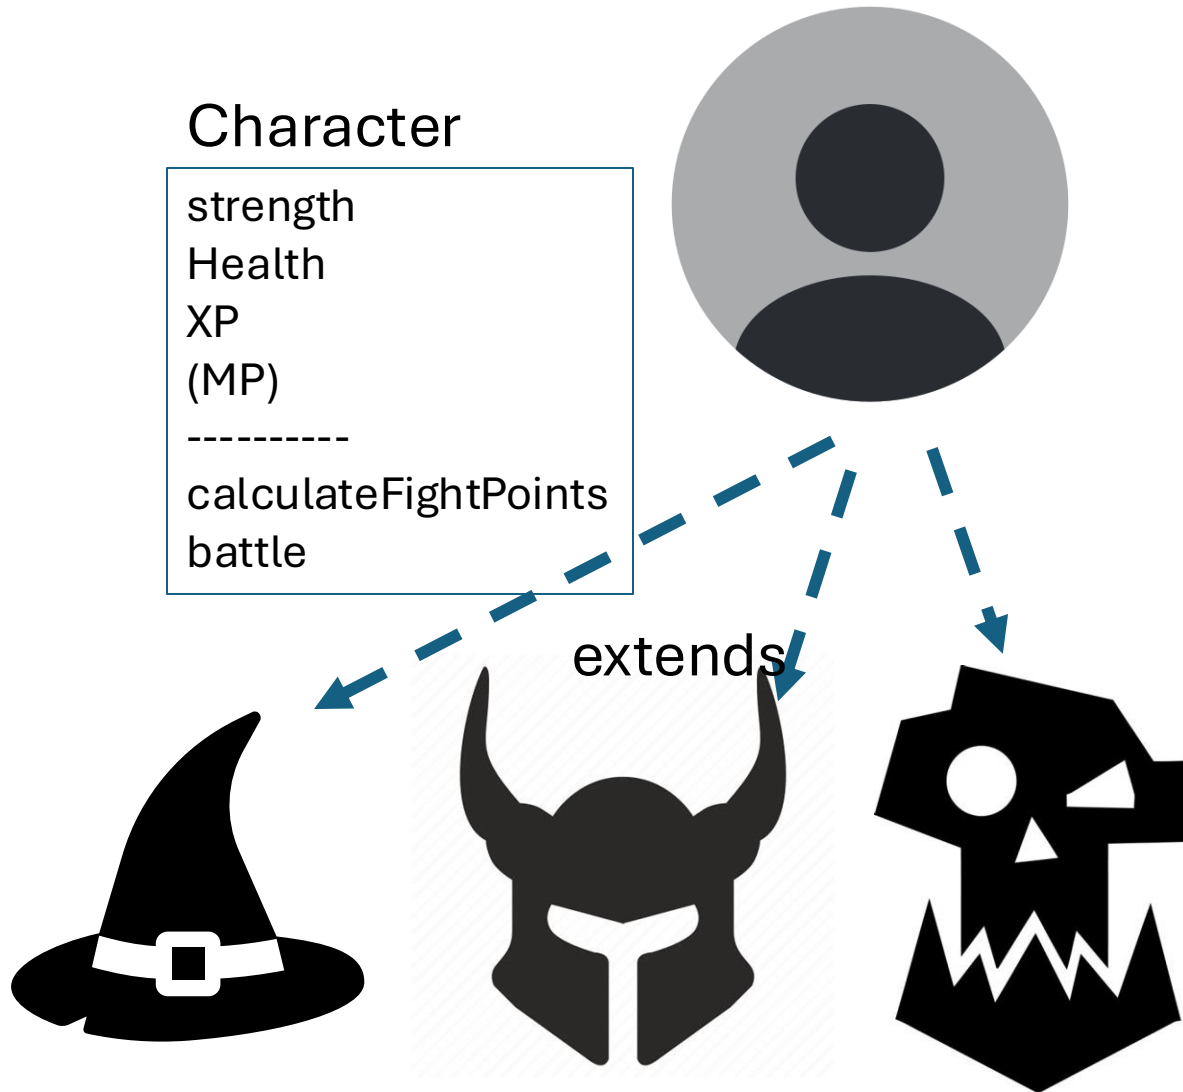 Character
strength
Health
XP
(MP)
----------
calculateFightPoints
battle
extends